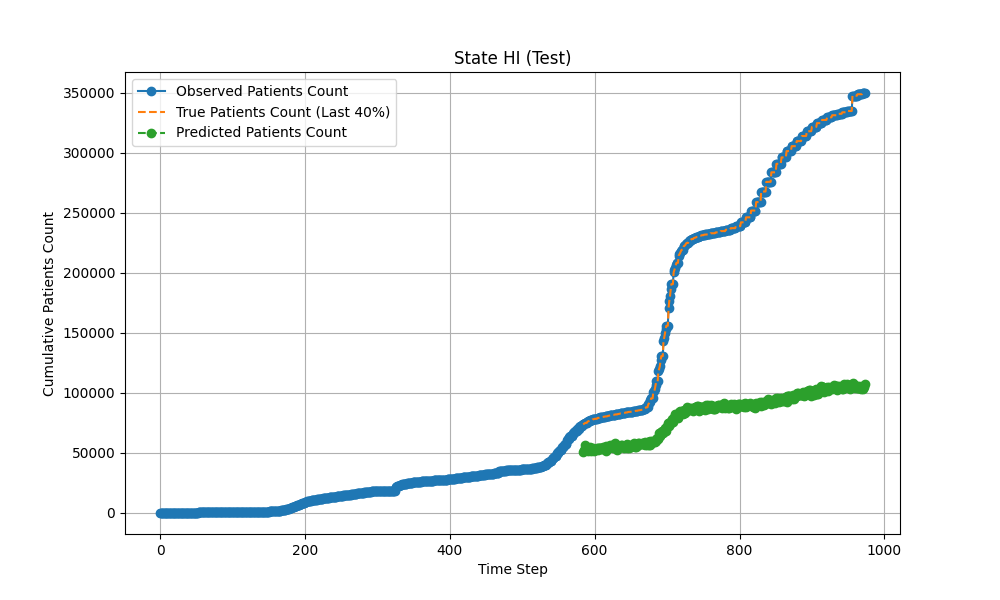 State HI (Test)
Observed Patients Count
True Patients Count (Last 40%)
Predicted Patients Count
Cumulative Patients Count
350000
300000
250000
200000
150000
100000
50000
0
0 200 400 600 800 1000
Time Step